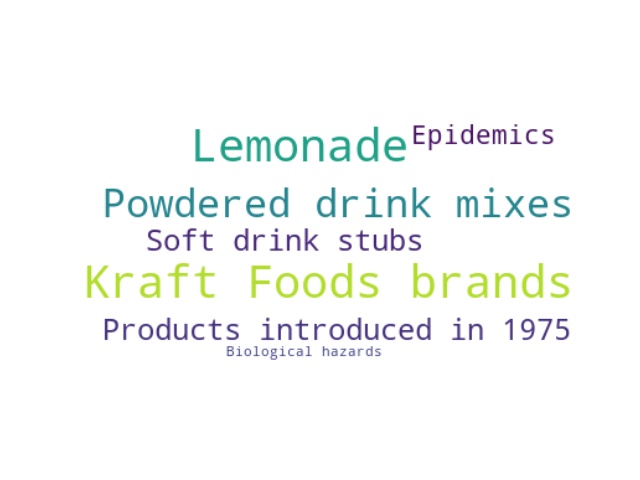 Lemonade
Epidemics
Powdered drink mixes
Soft drink stubs
Kraft Foods brands
Products introduced in 1975
Biological hazards